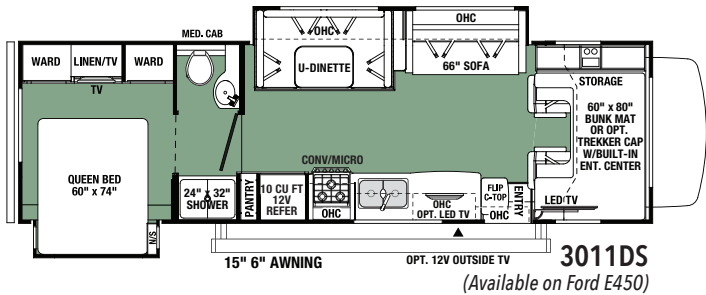 OHC
MED. CAB
OHC
WARD
LINEN/TV
WARD
TV
U-DINETTE
66" SOFA
STORAGE
60" x 80"
BUNK MAT
OR OPT.
TREKKER CAP
W/BUILT-IN
ENT. CENTER
QUEEN BED
60" x 74"
CONV/MICRO
24" x 32"
SHOWER
PANTRY
10 CU FT
12V
REFER
OHC
OHC
OPT. LED TV
FLIP
C-TOP
OHC
ENTRY
LED TV
N/S
15" 6" AWNING
OPT. 12V OUTSIDE TV
3011DS
(Available on Ford E450)